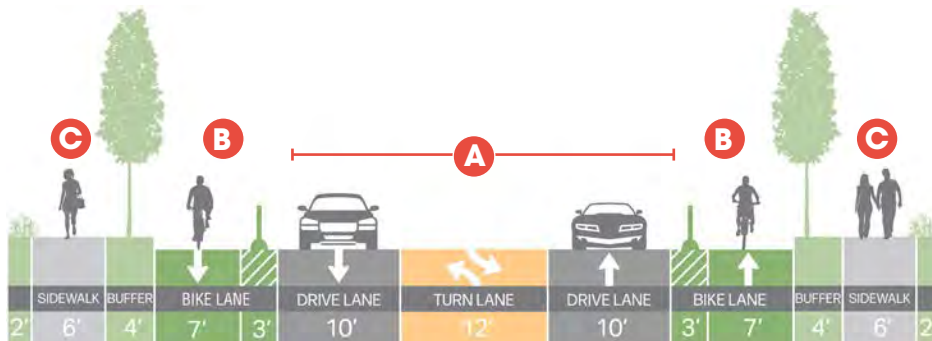 C B A B C
SIDEWALK BUFFER BIKE LANE DRIVE LANE TURN LANE DRIVE LANE BIKE LANE BUFFER SIDEWALK
2' 6' 4' 7' 3' 10' 12' 10' 3' 7' 4' 6' 2